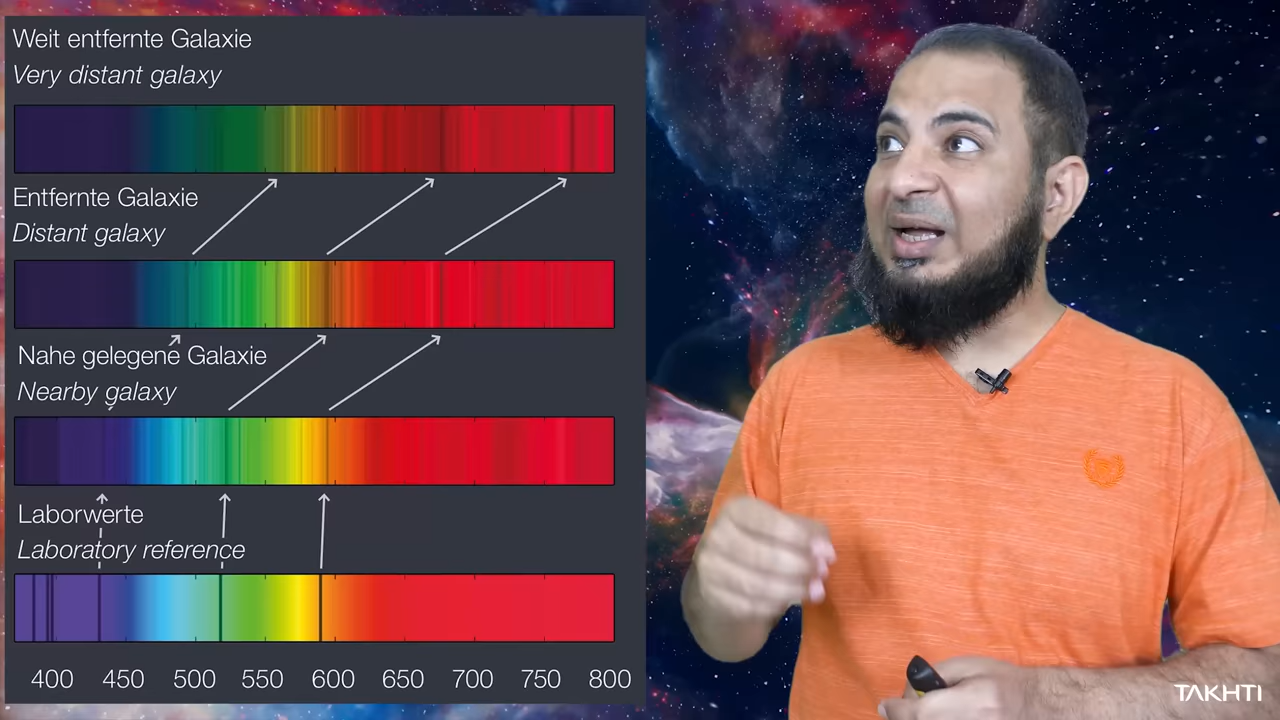 Weit entfernte Galaxie
Very distant galaxy
Entfernte Galaxie
Distant galaxy
Nahe gelegene Galaxie
Nearby galaxy
Laborwerte
Laboratory reference
400 450 500 550 600 650 700 750 800
TAKHTI